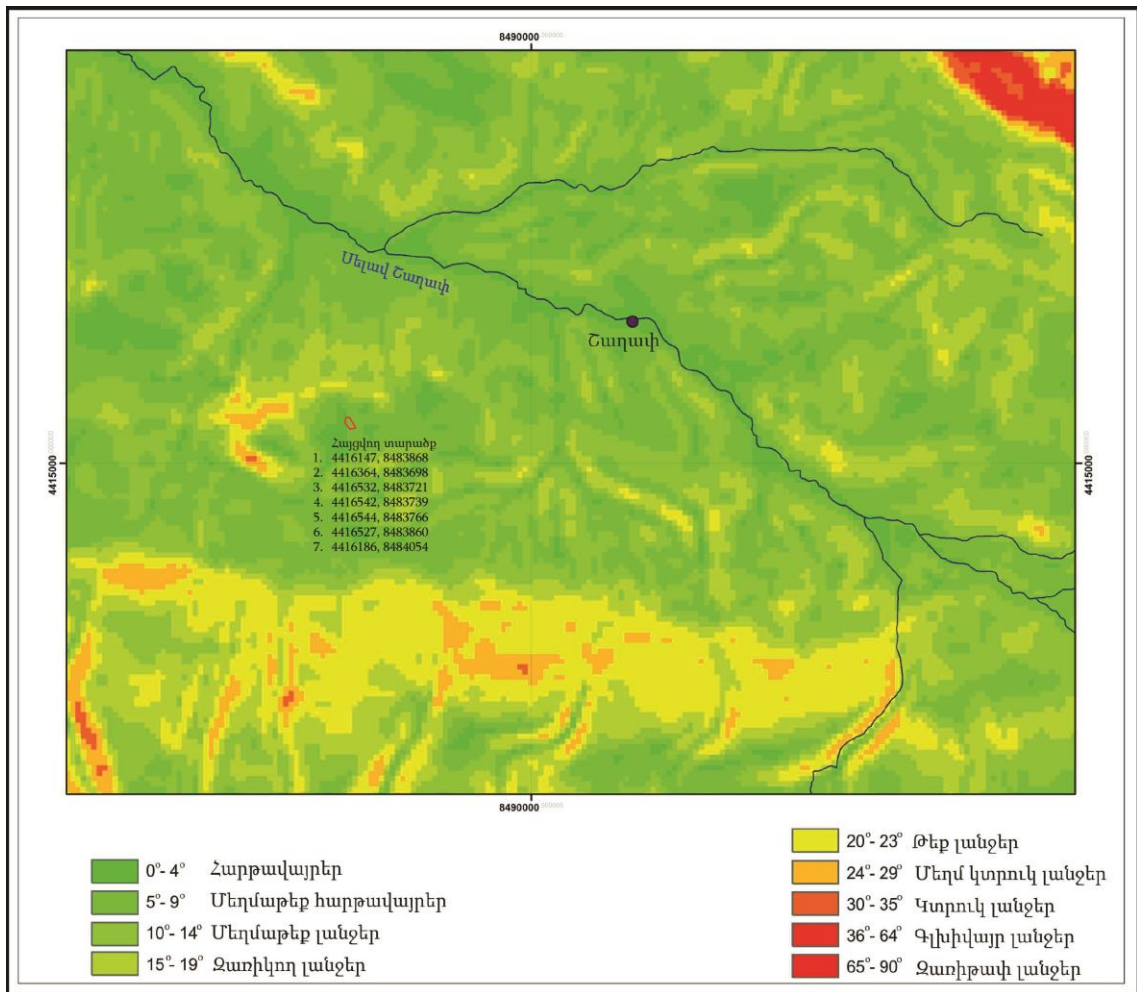 8490000
Սելավ Շաղափ
Շաղափ
4415000
4415000
Հայցվող տարածք
1. 4416147, 8483868
2. 4416364, 8483698
3. 4416532, 8483721
4. 4416542, 8483739
5. 4416544, 8483766
6. 4416527, 8483860
7. 4416186, 8484054
8490000
0°- 4° Հարթավայրեր
5°- 9° Մեղմաթեք հարթավայրեր
10°- 14° Մեղմաթեք լանջեր
15°- 19° Զառիկող լանջեր
20°- 23° Թեք լանջեր
24°- 29° Մեղմ կտրուկ լանջեր
30°- 35° Կտրուկ լանջեր
36°- 64° Գլխիվայր լանջեր
65°- 90° Զառիթափ լանջեր